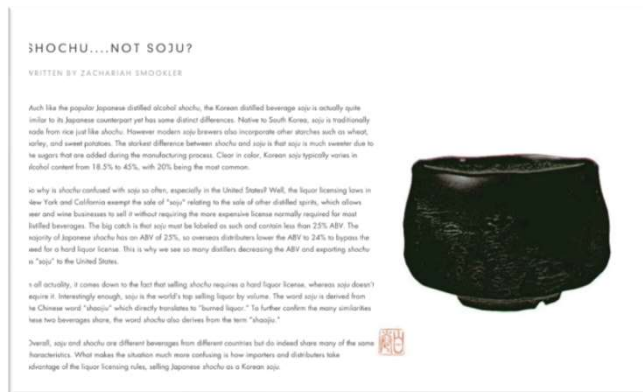 SHOCHU....NOT SOJU?
WRITTEN BY ZACHARIAH SMOOKLER
Much like the popular Japanese distilled alcohol shochu, the Korean distilled beverage soju is actually quite
similar to its Japanese counterpart yet has some distinct differences. Native to South Korea, soju is traditionally
made from rice just like shochu. However modern soju brewers also incorporate other starches such as wheat,
barley, and sweet potatoes. The starkest difference between shochu and soju is that soju is much sweeter due to
the sugars that are added during the manufacturing process. Clear in color, Korean soju typically varies in
alcohol content from 18.5% to 45%, with 20% being the most common.
So why is shochu confused with soju so often, especially in the United States? Well, the liquor licensing laws in
New York and California exempt the sale of "soju" relating to the sale of other distilled spirits, which allows
beer and wine businesses to sell it without requiring the more expensive license normally required for most
distilled beverages. The big catch is that soju must be labeled as such and contain less than 25% ABV. The
majority of Japanese shochu has an ABV of 25%, so overseas distributers lower the ABV to 24% to bypass the
need for a hard liquor license. This is why we see so many distillers decreasing the ABV and exporting shochu
as "soju" to the United States.
In all actuality, it comes down to the fact that selling shochu requires a hard liquor license, whereas soju doesn't
require it. Interestingly enough, soju is the world's top selling liquor by volume. The word soju is derived from
the Chinese word "shaojiu" which directly translates to "burned liquor." To further confirm the many similarities
these two beverages share, the word shochu also derives from the term "shaojiu."
Overall, soju and shochu are different beverages from different countries but do indeed share many of the same
characteristics. What makes the situation much more confusing is how importers and distributers take
advantage of the liquor licensing rules, selling Japanese shochu as a Korean soju.